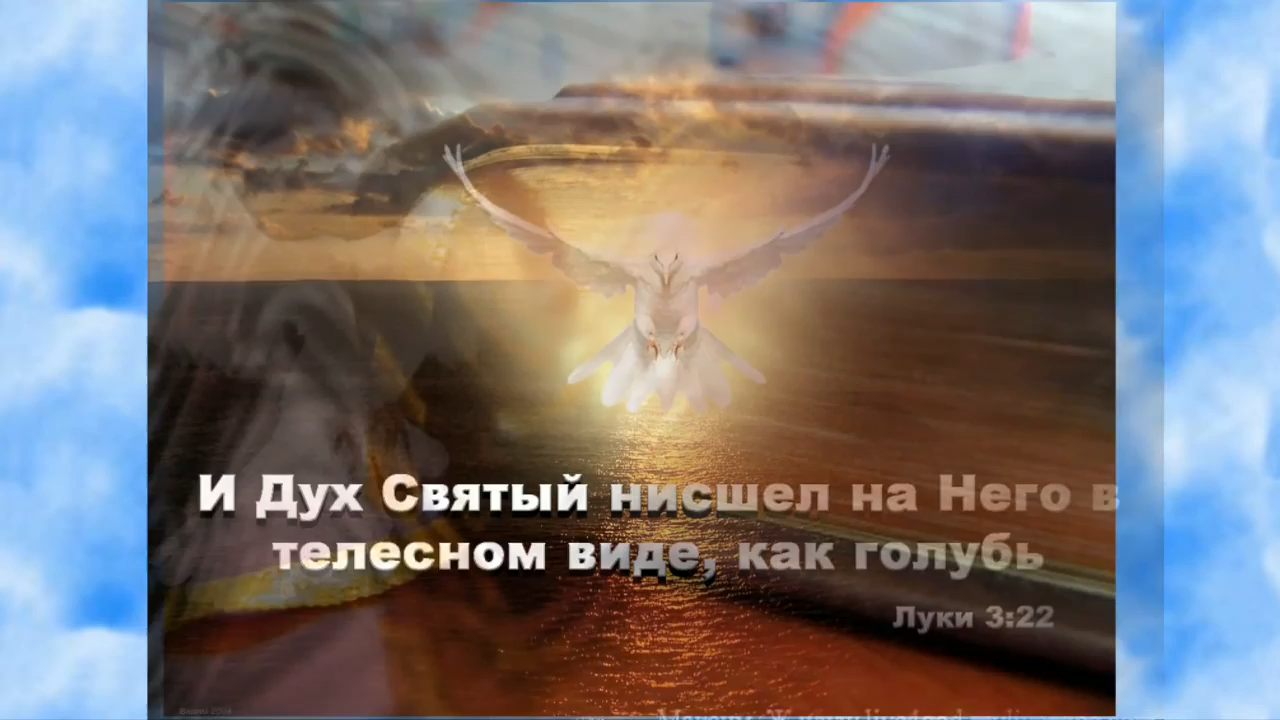 И Дух Святый нисшел на Него в
телесном виде, как голубь
Луки 3:22